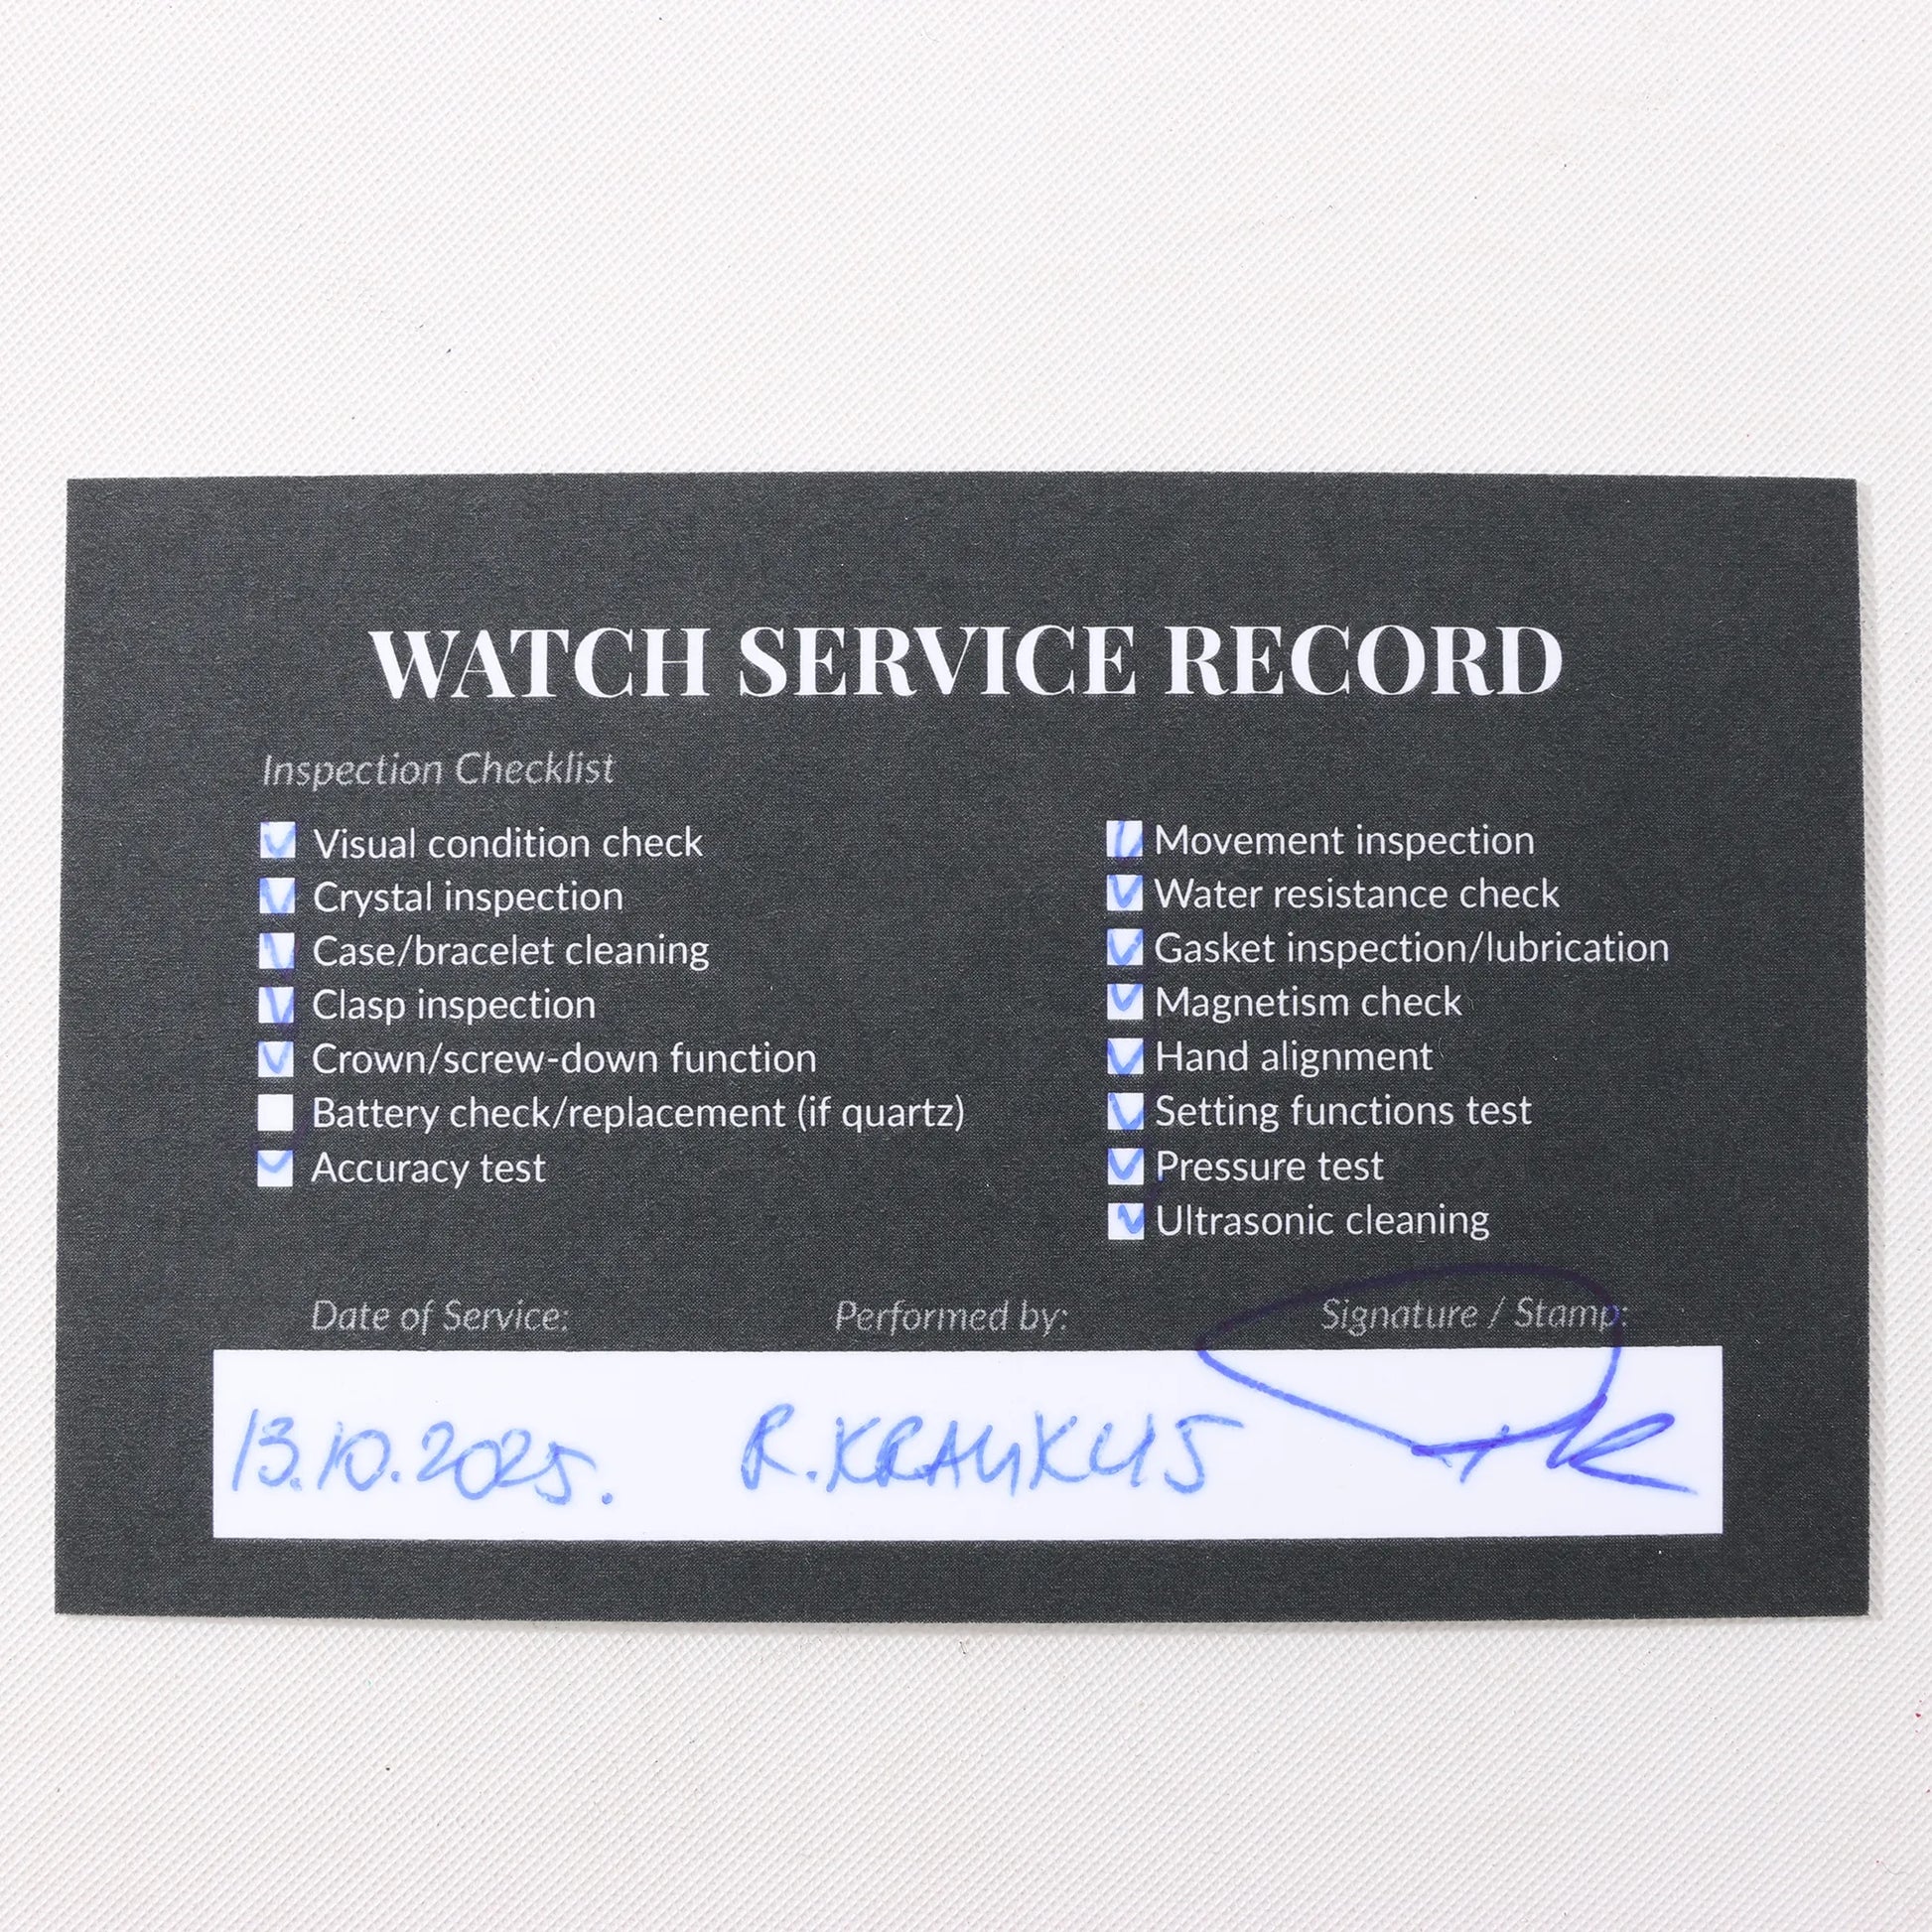 WATCH SERVICE RECORD
Inspection Checklist
Visual condition check
Crystal inspection
Case/bracelet cleaning
Clasp inspection
Crown/screw-down function
Battery check/replacement (if quartz)
Accuracy test
Movement inspection
Water resistance check
Gasket inspection/lubrication
Magnetism check
Hand alignment
Setting functions test
Pressure test
Ultrasonic cleaning
Date of Service: Performed by: Signature / Stamp:
13.10.2025. R.